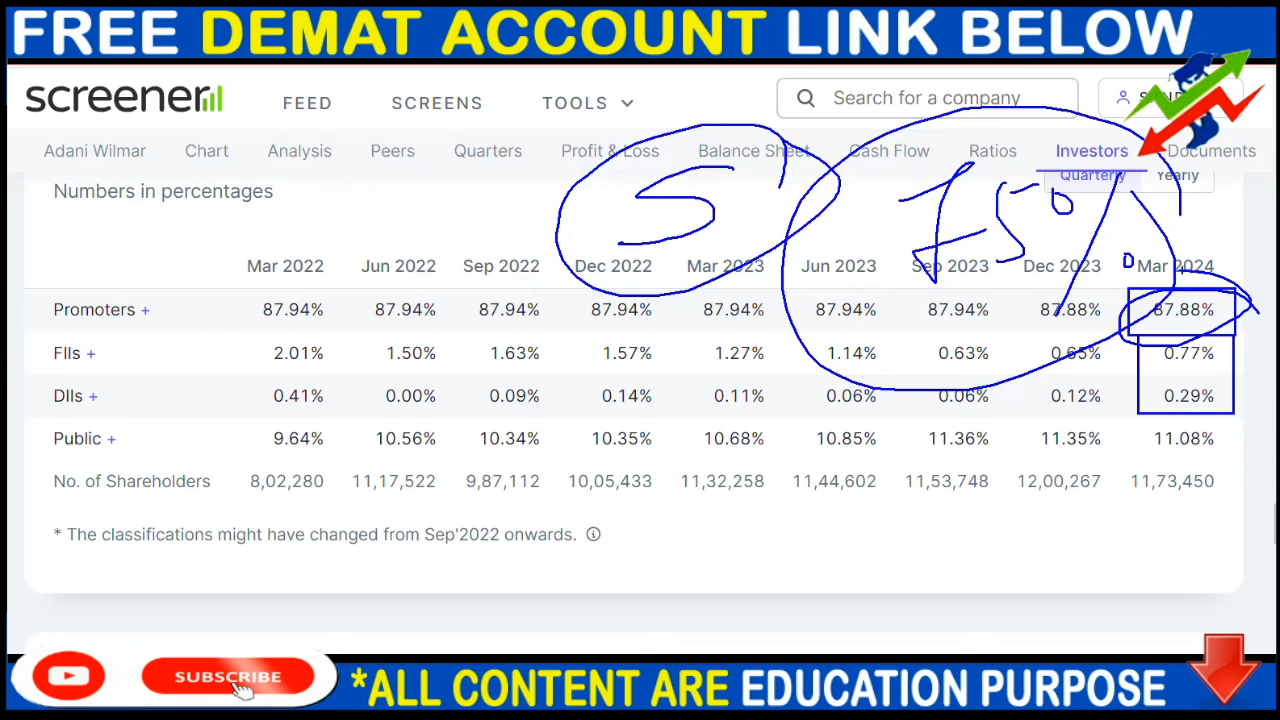 FREE DEMAT ACCOUNT LINK BELOW
screener FEED SCREENS TOOLS Search for a company
Adani Wilmar Chart Analysis Peers Quarters Profit & Loss Balance Sheet Cash Flow Ratios Investors Documents
Quarterly Yearly
Numbers in percentages
5 75%
Mar 2022 Jun 2022 Sep 2022 Dec 2022 Mar 2023 Jun 2023 Sep 2023 Dec 2023 Mar 2024
Promoters + 87.94% 87.94% 87.94% 87.94% 87.94% 87.94% 87.94% 87.88% 87.88%
FIIs + 2.01% 1.50% 1.63% 1.57% 1.27% 1.14% 0.63% 0.65% 0.77%
DIIs + 0.41% 0.00% 0.09% 0.14% 0.11% 0.06% 0.06% 0.12% 0.29%
Public + 9.64% 10.56% 10.34% 10.35% 10.68% 10.85% 11.36% 11.35% 11.08%
No. of Shareholders 8,02,280 11,17,522 9,87,112 10,05,433 11,32,258 11,44,602 11,53,748 12,00,267 11,73,450
* The classifications might have changed from Sep'2022 onwards.
SUBSCRIBE
*ALL CONTENT ARE EDUCATION PURPOSE